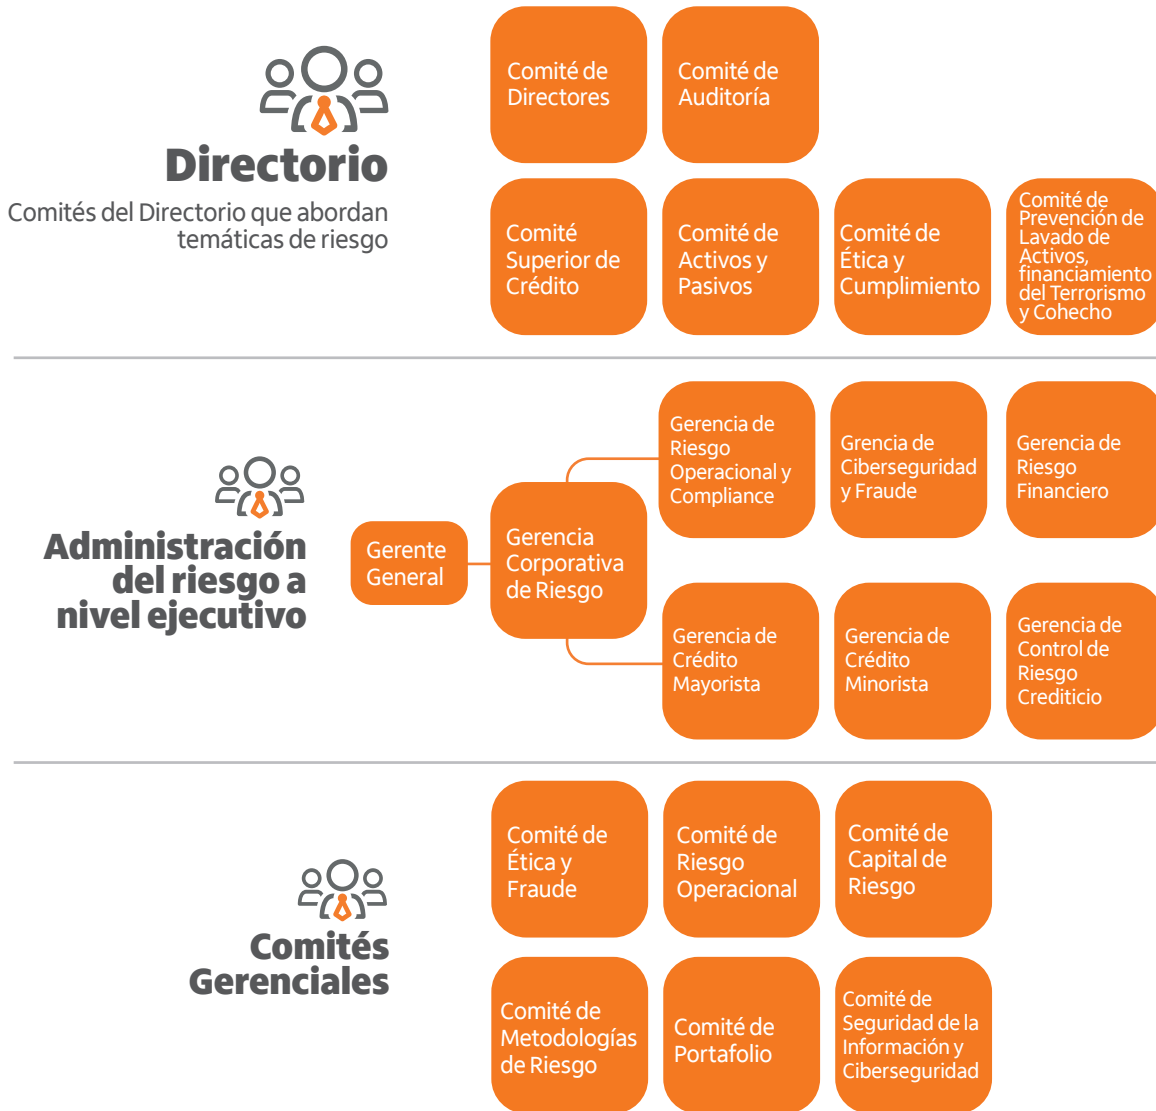 Directorio
Comités del Directorio que abordan
temáticas de riesgo
Comité de
Directores
Comité de
Auditoría
Comité
Superior de
Crédito
Comité de
Activos y
Pasivos
Comité de
Ética y
Cumplimiento
Comité de
Prevención de
Lavado de
Activos,
financiamiento
del Terrorismo
y Cohecho
Administración
del riesgo a
nivel ejecutivo
Gerente
General
Gerencia
Corporativa
de Riesgo
Gerencia de
Riesgo
Operacional y
Compliance
Grencia de
Ciberseguridad
y Fraude
Gerencia de
Riesgo
Financiero
Gerencia de
Crédito
Mayorista
Gerencia de
Crédito
Minorista
Gerencia de
Control de
Riesgo
Crediticio
Comités
Gerenciales
Comité de
Ética y
Fraude
Comité de
Riesgo
Operacional
Comité de
Capital de
Riesgo
Comité de
Metodologías
de Riesgo
Comité de
Portafolio
Comité de
Seguridad de la
Información y
Ciberseguridad